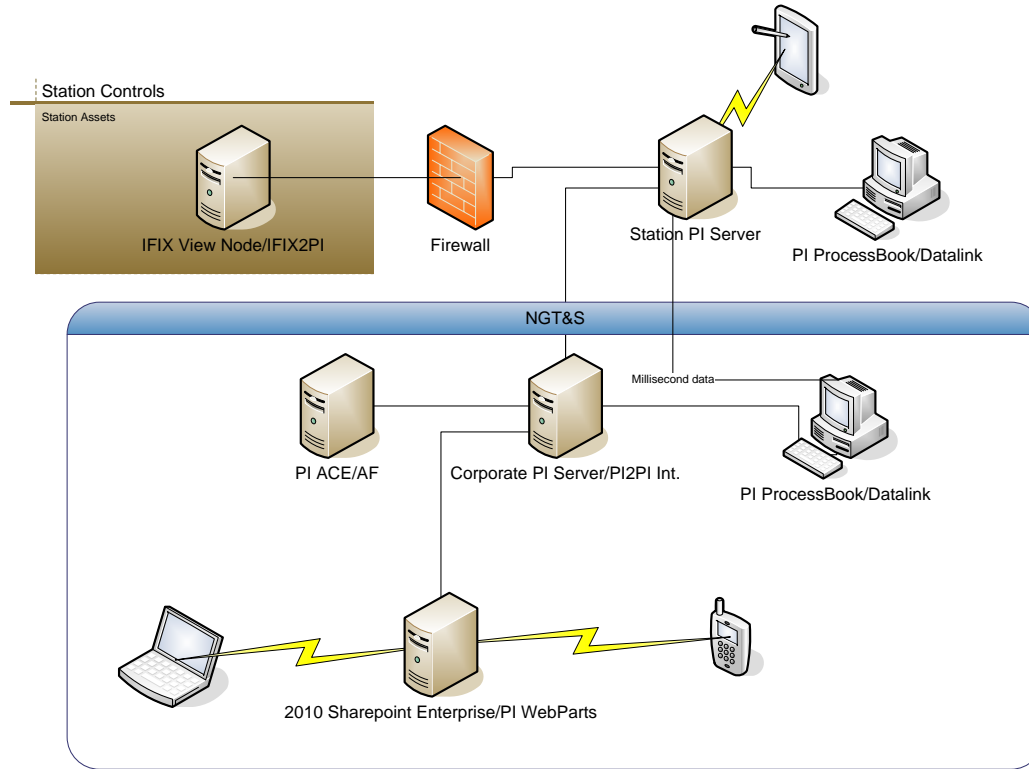 Station Controls
Station Assets
IFIX View Node/IFIX2PI
Firewall
Station PI Server
PI ProcessBook/Datalink
NGT&S
Millisecond data
PI ACE/AF
Corporate PI Server/PI2PI Int.
PI ProcessBook/Datalink
2010 Sharepoint Enterprise/PI WebParts